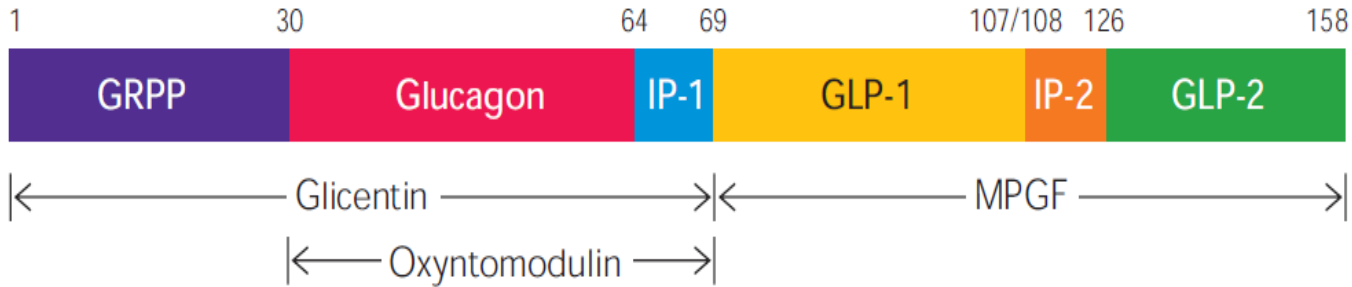 1 30 64 69 107/108 126 158
GRPP Glucagon IP-1 GLP-1 IP-2 GLP-2
Glicentin MPGF
Oxyntomodulin